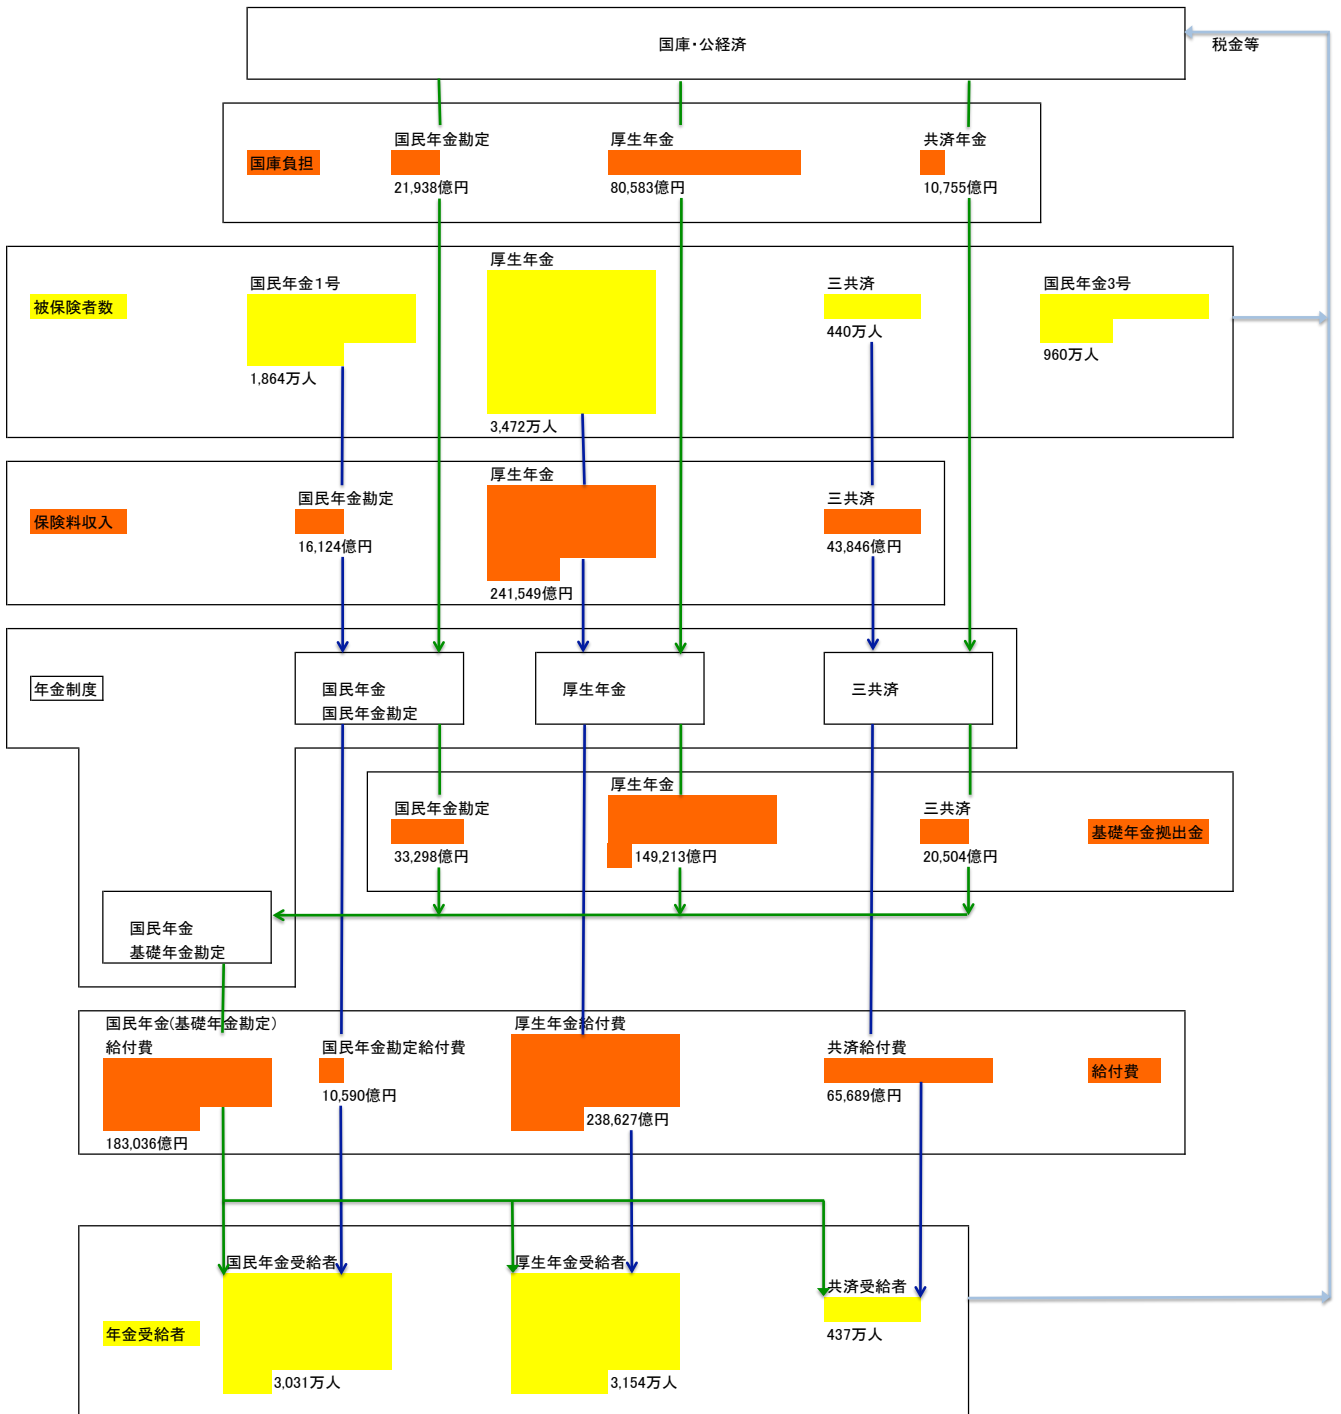 国庫・公経済
税金等
国民年金勘定
厚生年金
共済年金
国庫負担
21,938億円
80,583億円
10,755億円
厚生年金
国民年金1号
三共済
国民年金3号
被保険者数
440万人
960万人
1,864万人
3,472万人
厚生年金
国民年金勘定
三共済
保険料収入
16,124億円
43,846億円
241,549億円
年金制度
国民年金
国民年金勘定
厚生年金
三共済
厚生年金
国民年金勘定
三共済
基礎年金拠出金
33,298億円
149,213億円
20,504億円
国民年金
基礎年金勘定
国民年金(基礎年金勘定)
給付費
国民年金勘定給付費
厚生年金給付費
共済給付費
給付費
10,590億円
65,689億円
238,627億円
183,036億円
国民年金受給者
厚生年金受給者
共済受給者
年金受給者
437万人
3,031万人
3,154万人